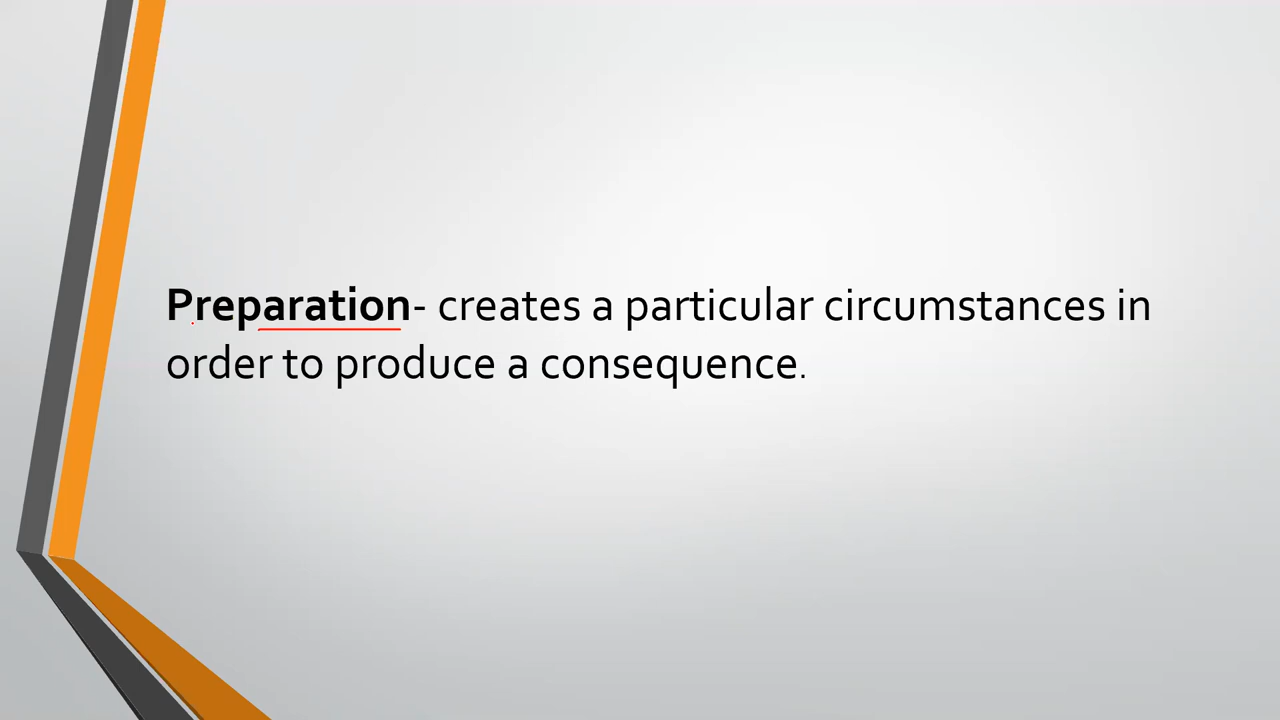 Preparation- creates a particular circumstances in
order to produce a consequence.